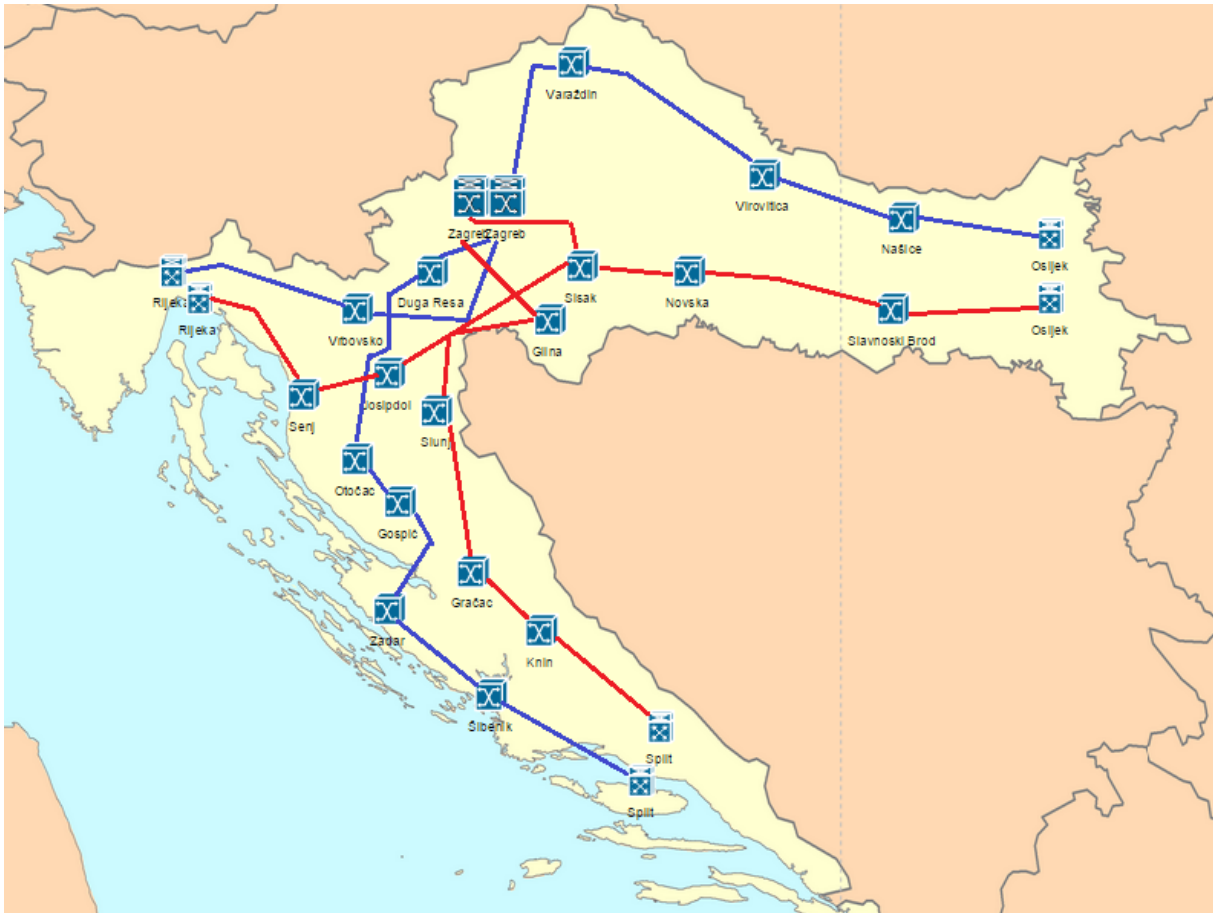 Varaždin
Virovitica
Našice
Osijek
Zagreb
Zagreb
Duga Resa
Sisak
Novska
Rijeka
Rijeka
Vrbovsko
Glina
Slavnoski Brod
Osijek
Senj
Josipdol
Slunj
Otočac
Gospić
Gračac
Zadar
Knin
Šibenik
Split
Split